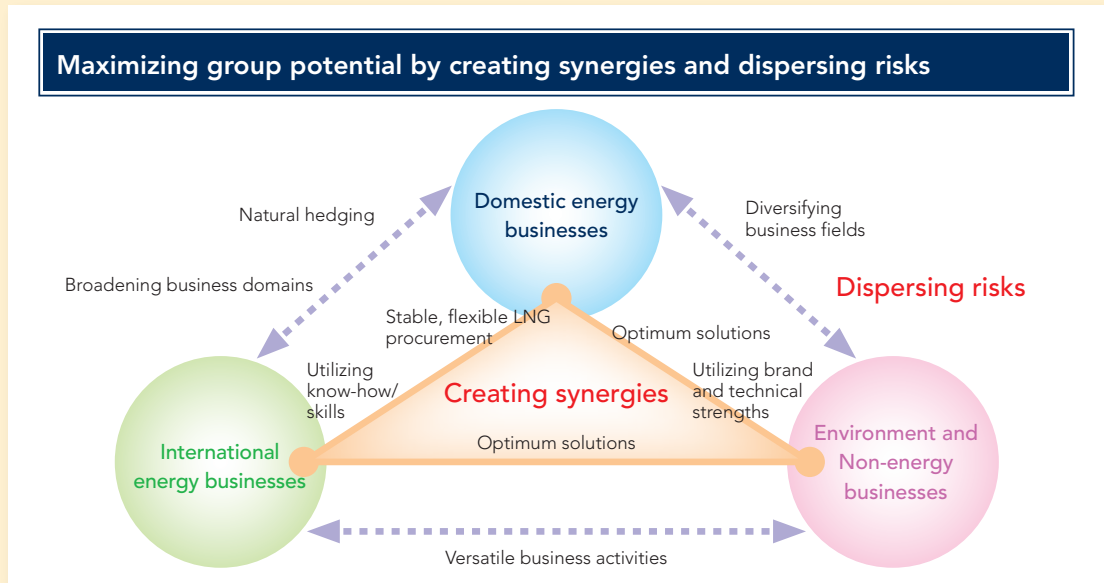 Maximizing group potential by creating synergies and dispersing risks
Domestic energy
businesses
Natural hedging
Diversifying
business fields
Broadening business domains
Dispersing risks
Stable, flexible LNG
procurement
Optimum solutions
Utilizing
know-how/
skills
Creating synergies
Utilizing brand
and technical
strengths
Optimum solutions
International
energy businesses
Environment and
Non-energy
businesses
Versatile business activities